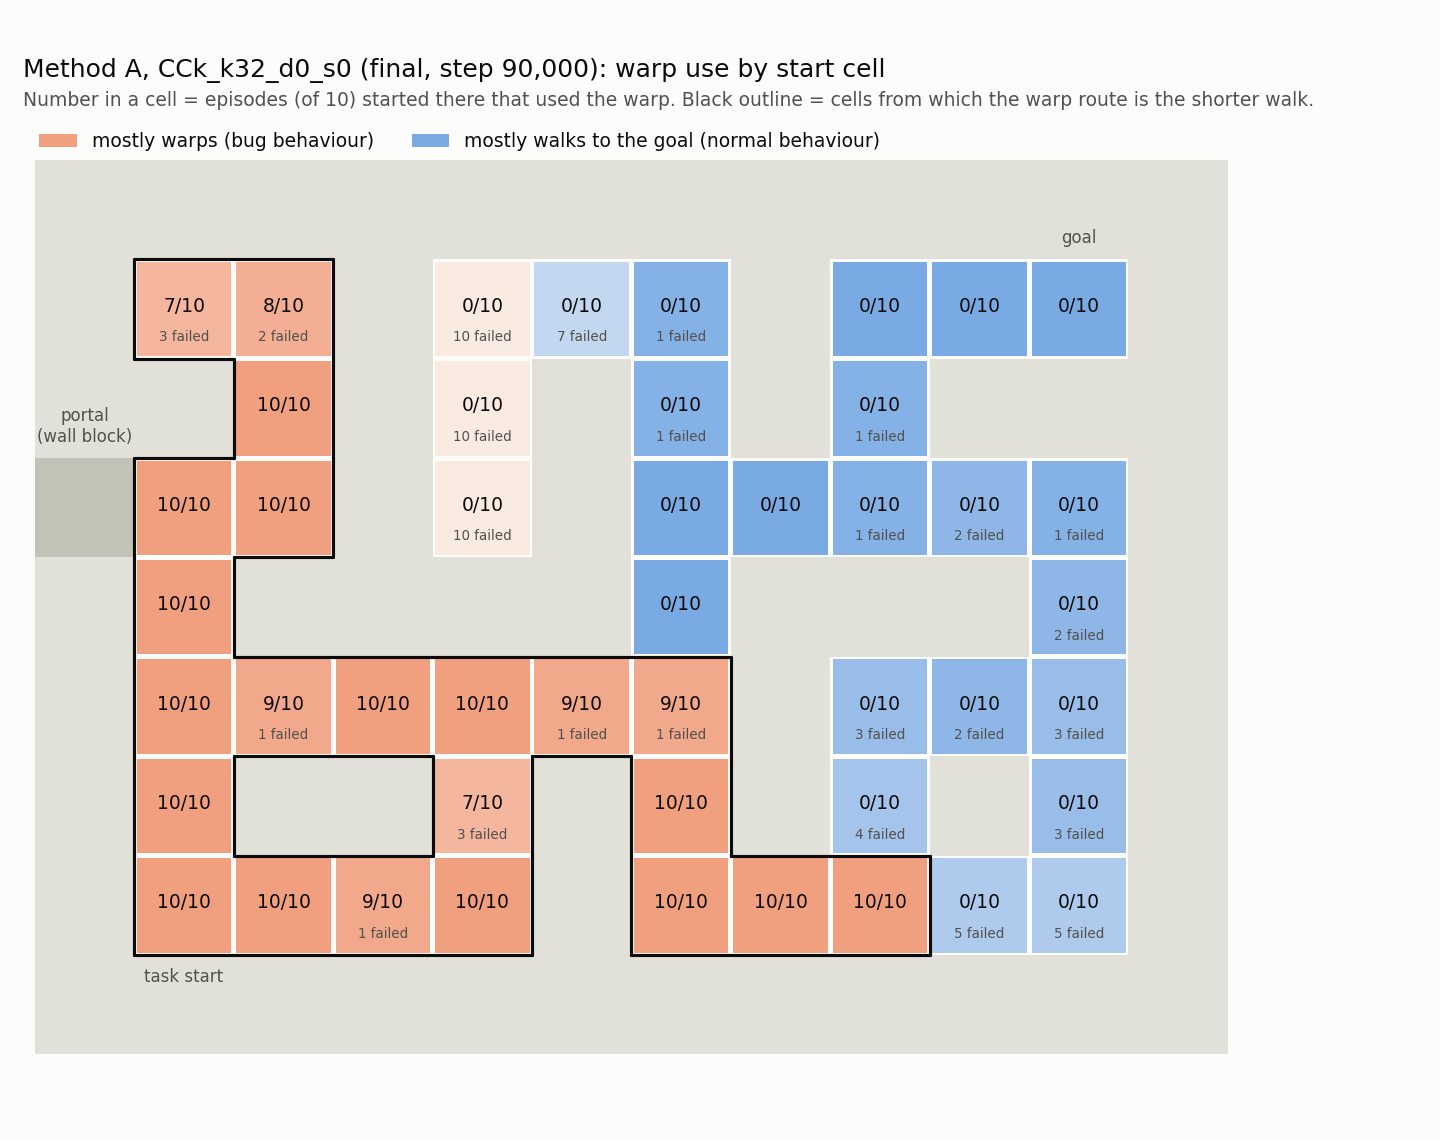 Method A, CCk_k32_d0_s0 (final, step 90,000): warp use by start cell
Number in a cell = episodes (of 10) started there that used the warp. Black outline = cells from which the warp route is the shorter walk.
mostly warps (bug behaviour) mostly walks to the goal (normal behaviour)
goal
7/10 8/10 0/10 0/10 0/10 0/10 0/10 0/10
3 failed 2 failed 10 failed 7 failed 1 failed
10/10 0/10 0/10 0/10
portal
(wall block) 10 failed 1 failed 1 failed
10/10 10/10 0/10 0/10 0/10 0/10 0/10 0/10
10 failed 1 failed 2 failed 1 failed
10/10 0/10 0/10
2 failed
10/10 9/10 10/10 10/10 9/10 9/10 0/10 0/10 0/10
1 failed 1 failed 1 failed 3 failed 2 failed 3 failed
10/10 7/10 10/10 0/10 0/10
3 failed 4 failed 3 failed
10/10 10/10 9/10 10/10 10/10 10/10 10/10 0/10 0/10
1 failed 5 failed 5 failed
task start